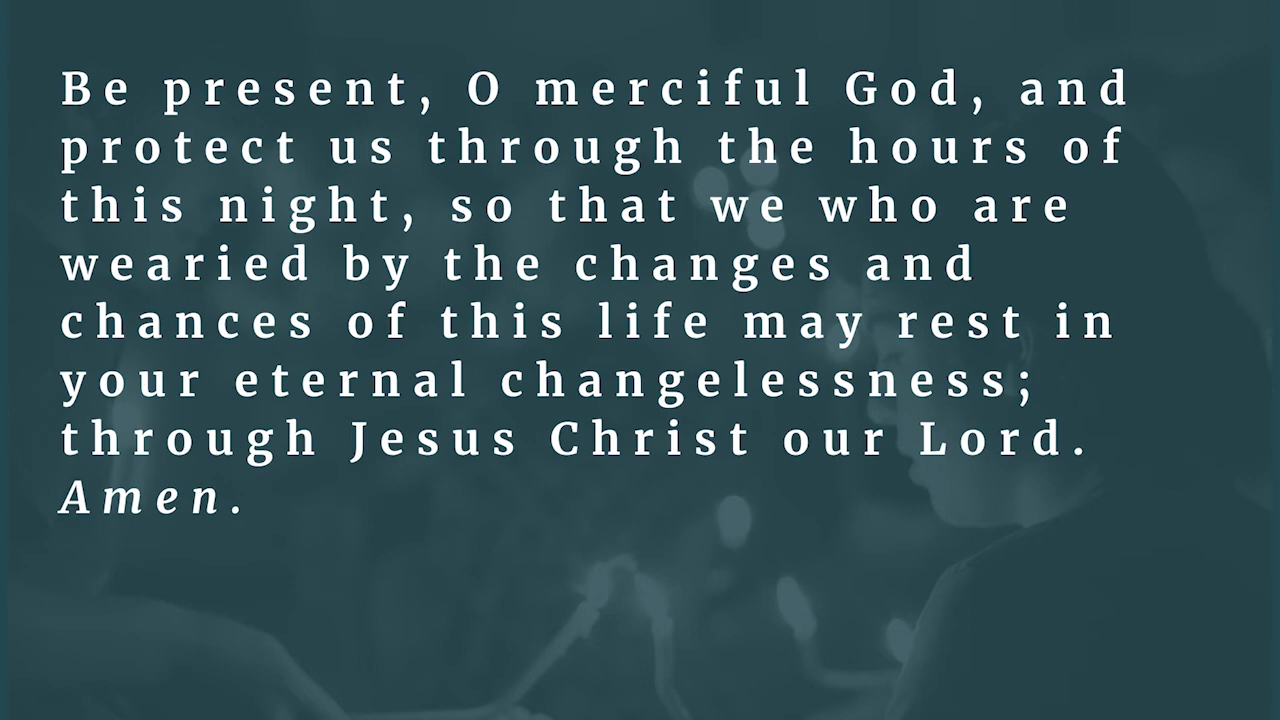 Be present, O merciful God, and
protect us through the hours of
this night, so that we who are
wearied by the changes and
chances of this life may rest in
your eternal changelessness;
through Jesus Christ our Lord.
Amen.